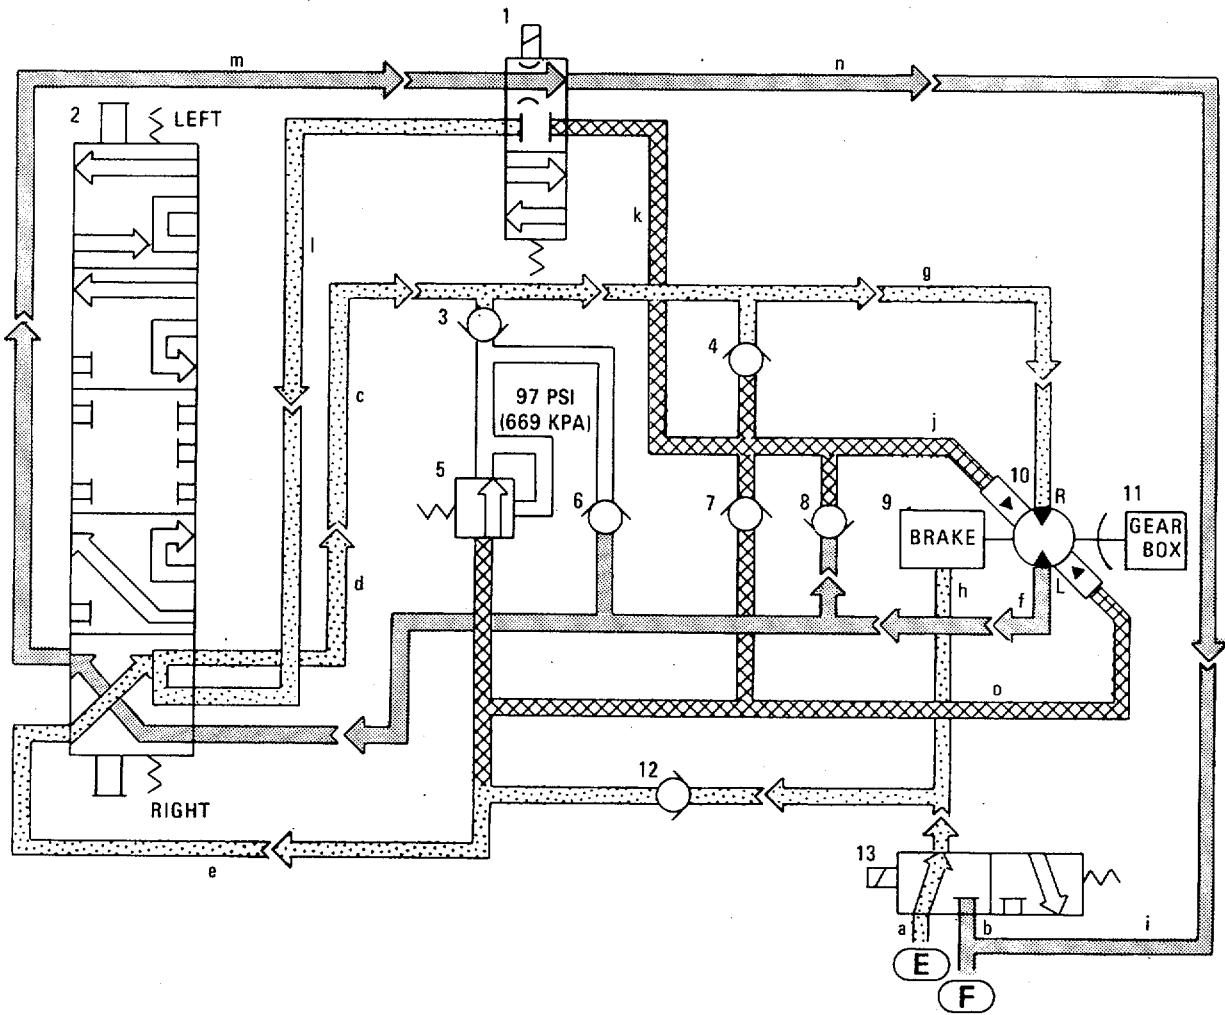 1
m
n
2
LEFT
k
l
g
3
4
c
97 PSI
(669 KPA)
j
5
6
7
8
9
10
R
11
BRAKE
GEAR
BOX
d
h
f
L
o
12
RIGHT
e
13
a
b
i
E
F